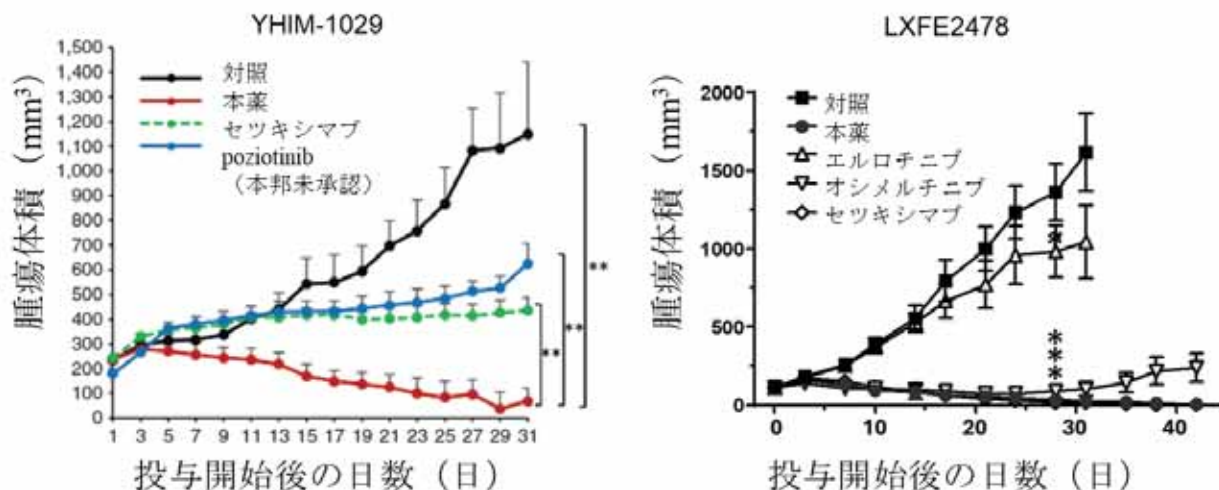 YHIM-1029
腫瘍体積（mm³）
1,500
1,400
1,300
1,200
1,100
1,000
900
800
700
600
500
400
300
200
100
0
対照
本薬
セツキシマブ
poziotinib
（本邦未承認）
**
**
**
1 3 5 7 9 11 13 15 17 19 21 23 25 27 29 31
投与開始後の日数（日）
LXFE2478
腫瘍体積（mm³）
2000
1500
1000
500
0
対照
本薬
エルロチニブ
オシメルチニブ
セツキシマブ
*
***
0 10 20 30 40
投与開始後の日数（日）